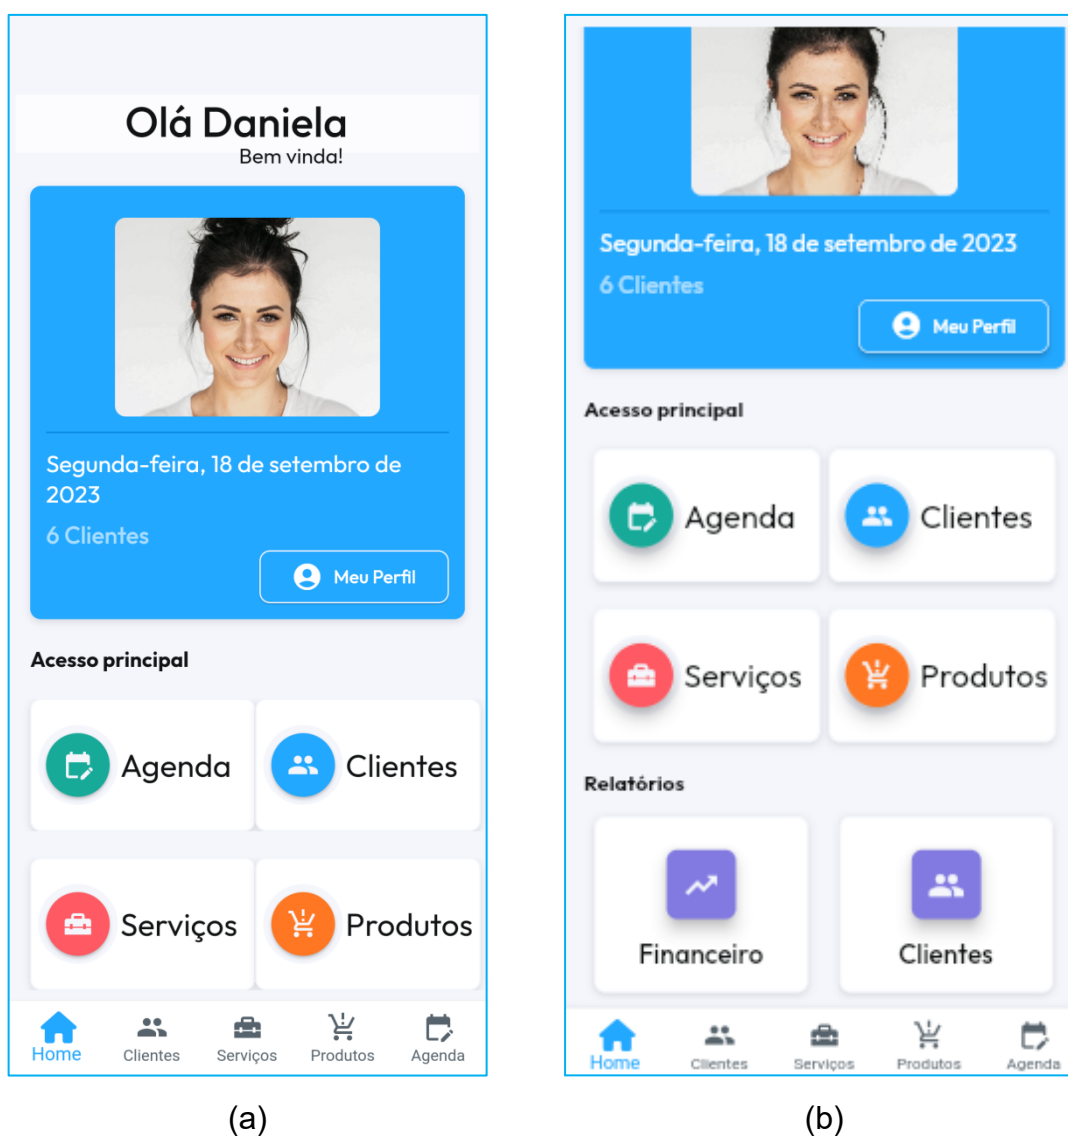 Olá Daniela
Bem vinda!
Segunda-feira, 18 de setembro de
2023
6 Clientes
Meu Perfil
Acesso principal
Agenda
Clientes
Serviços
Produtos
Home
Clientes
Serviços
Produtos
Agenda
(a)
Segunda-feira, 18 de setembro de 2023
6 Clientes
Meu Perfil
Acesso principal
Agenda
Clientes
Serviços
Produtos
Relatórios
Financeiro
Clientes
Home
Clientes
Serviços
Produtos
Agenda
(b)